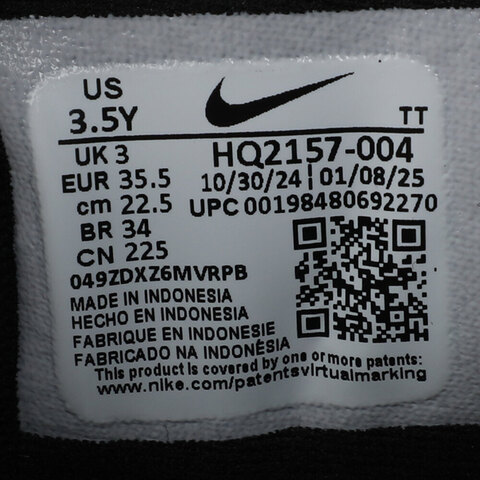 US
3.5Y
TT
UK 3
EUR 35.5
cm 22.5
BR 34
CN 225
HQ2157-004
10/30/24 | 01/08/25
UPC 00198480692270
049ZDXZ6MVRPB
MADE IN INDONESIA
HECHO EN INDONESIA
FABRIQUE EN INDONESIE
FABRICADO NA INDONÉSIA
This product is covered by one or more patents:
www.nike.com/patentsvirtualmarking